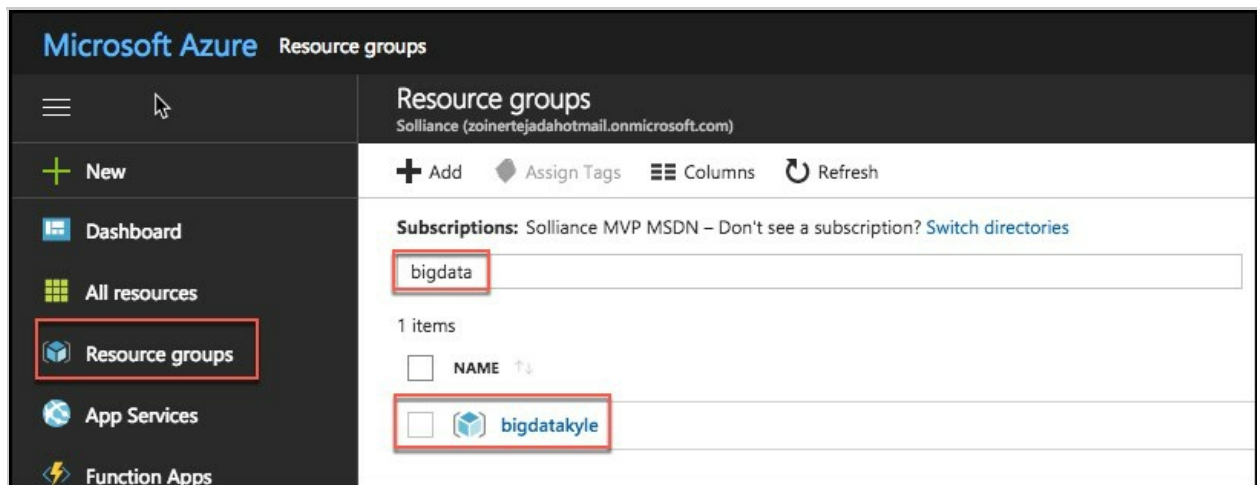 Microsoft Azure Resource groups
Resource groups
Solliance (zoinertejadahotmail.onmicrosoft.com)
New
Dashboard
All resources
Resource groups
App Services
Function Apps
Add Assign Tags Columns Refresh
Subscriptions: Solliance MVP MSDN – Don't see a subscription? Switch directories
bigdata
1 items
NAME
bigdatakyle